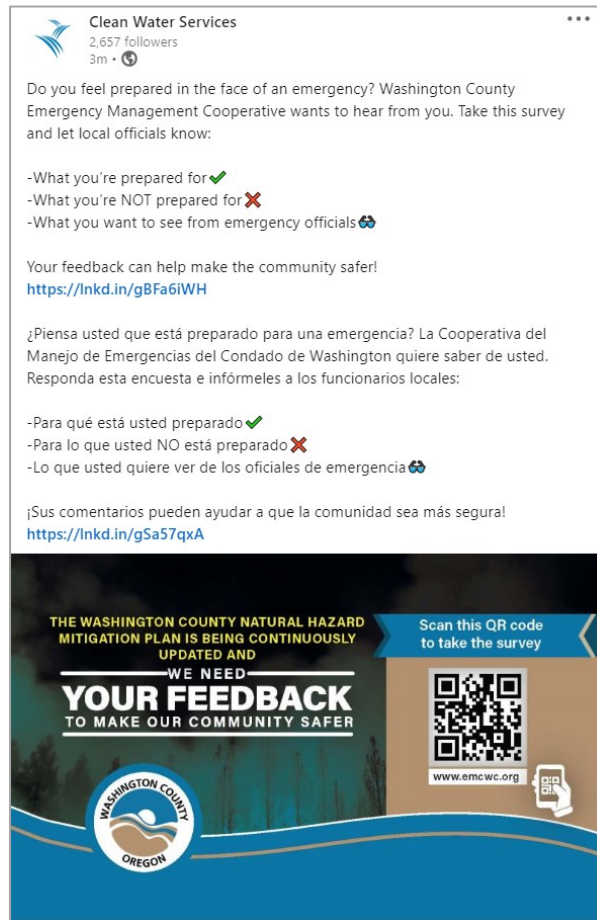 Clean Water Services
2,657 followers
3m •
Do you feel prepared in the face of an emergency? Washington County
Emergency Management Cooperative wants to hear from you. Take this survey
and let local officials know:
-What you're prepared for✔
-What you're NOT prepared for❌
-What you want to see from emergency officials👓
Your feedback can help make the community safer!
https://lnkd.in/gBFa6iWH
¿Piensa usted que está preparado para una emergencia? La Cooperativa del
Manejo de Emergencias del Condado de Washington quiere saber de usted.
Responda esta encuesta e infórmeles a los funcionarios locales:
-Para qué está usted preparado✔
-Para lo que usted NO está preparado❌
-Lo que usted quiere ver de los oficiales de emergencia👓
¡Sus comentarios pueden ayudar a que la comunidad sea más segura!
https://lnkd.in/gSa57qxA
THE WASHINGTON COUNTY NATURAL HAZARD
MITIGATION PLAN IS BEING CONTINUOUSLY
UPDATED AND
WE NEED
YOUR FEEDBACK
TO MAKE OUR COMMUNITY SAFER
Scan this QR code
to take the survey
www.emcwc.org
WASHINGTON COUNTY
OREGON